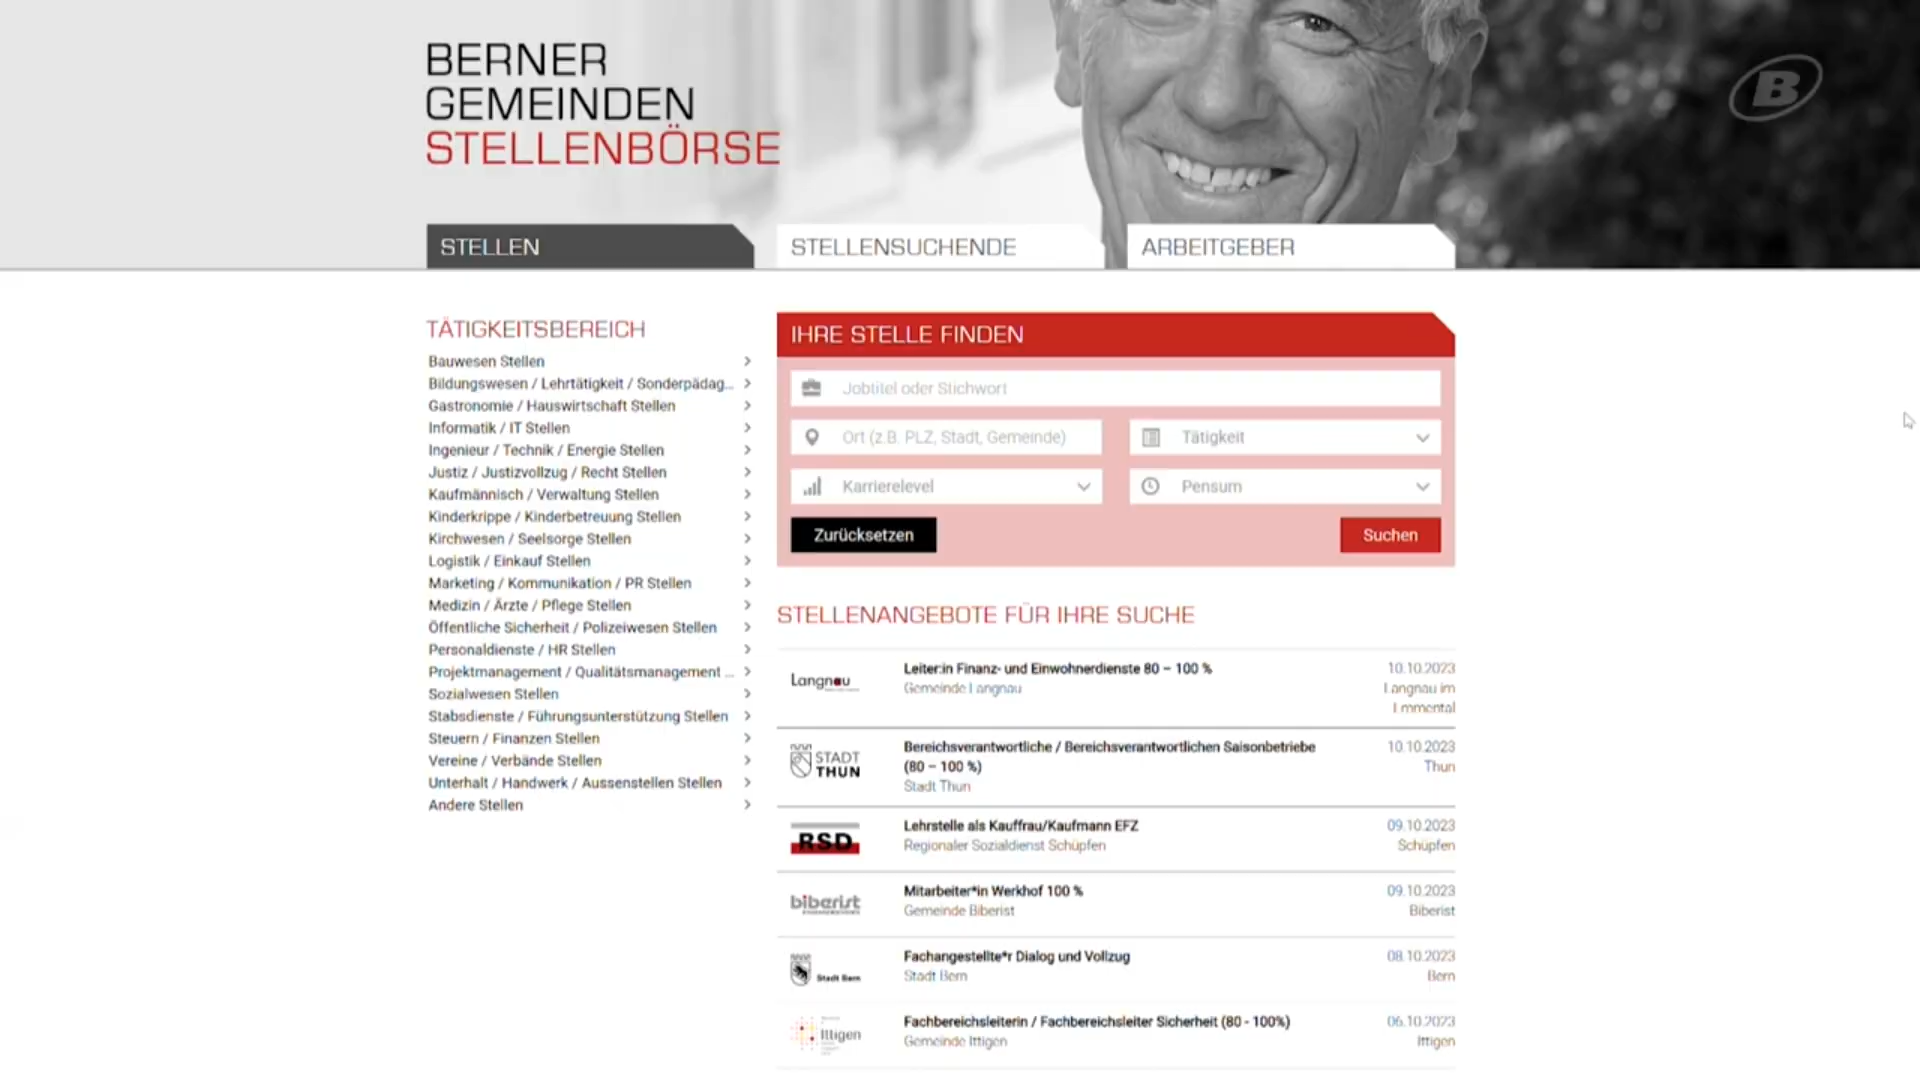 BERNER
GEMEINDEN
STELLENBÖRSE
B
STELLEN
STELLENSUCHENDE
ARBEITGEBER
TÄTIGKEITSBEREICH
Bauwesen Stellen
Bildungswesen / Lehrtätigkeit / Sonderpädag...
Gastronomie / Hauswirtschaft Stellen
Informatik / IT Stellen
Ingenieur / Technik / Energie Stellen
Justiz / Justizvollzug / Recht Stellen
Kaufmännisch / Verwaltung Stellen
Kinderkrippe / Kinderbetreuung Stellen
Kirchwesen / Seelsorge Stellen
Logistik / Einkauf Stellen
Marketing / Kommunikation / PR Stellen
Medizin / Ärzte / Pflege Stellen
Öffentliche Sicherheit / Polizeiwesen Stellen
Personaldienste / HR Stellen
Projektmanagement / Qualitätsmanagement ...
Sozialwesen Stellen
Stabsdienste / Führungsunterstützung Stellen
Steuern / Finanzen Stellen
Vereine / Verbände Stellen
Unterhalt / Handwerk / Aussenstellen Stellen
Andere Stellen
IHRE STELLE FINDEN
Jobtitel oder Stichwort
Ort (z.B. PLZ, Stadt, Gemeinde)
Tätigkeit
Karrierelevel
Pensum
Zurücksetzen
Suchen
STELLENANGEBOTE FÜR IHRE SUCHE
Langnau
Leiter:in Finanz- und Einwohnerdienste 80 – 100 %
Gemeinde Langnau
10.10.2023
Langnau im
Emmental
STADT
THUN
Bereichsverantwortliche / Bereichsverantwortlichen Saisonbetriebe
(80 – 100 %)
Stadt Thun
10.10.2023
Thun
RSD
Lehrstelle als Kauffrau/Kaufmann EFZ
Regionaler Sozialdienst Schüpfen
09.10.2023
Schüpfen
biberist
Mitarbeiter*in Werkhof 100 %
Gemeinde Biberist
09.10.2023
Biberist
Stadt Bern
Fachangestellte*r Dialog und Vollzug
Stadt Bern
08.10.2023
Bern
Ittigen
Fachbereichsleiterin / Fachbereichsleiter Sicherheit (80 - 100%)
Gemeinde Ittigen
06.10.2023
Ittigen